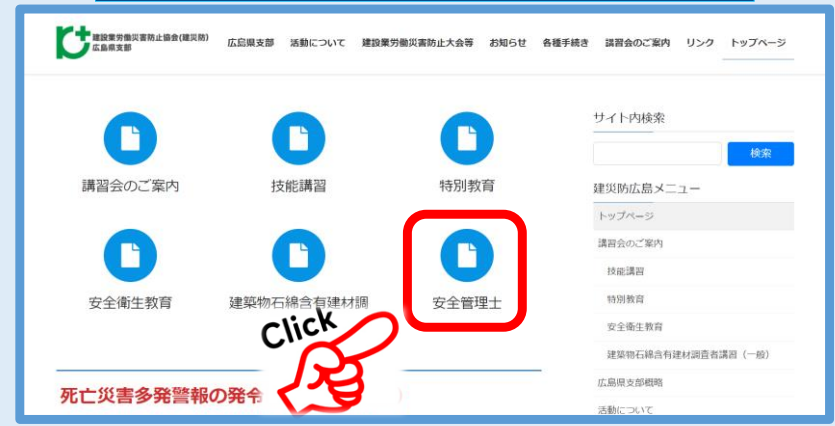 建設業労働災害防止協会(建災防)
広島県支部
広島県支部 活動について 建設業労働災害防止大会等 お知らせ 各種手続き 講習会のご案内 リンク トップページ
講習会のご案内
技能講習
特別教育
安全衛生教育
建築物石綿含有建材調
安全管理士
Click
死亡災害多発警報の発令
サイト内検索
検索
建災防広島メニュー
トップページ
講習会のご案内
技能講習
特別教育
安全衛生教育
建築物石綿含有建材調査者講習(一般)
広島県支部概略
活動について